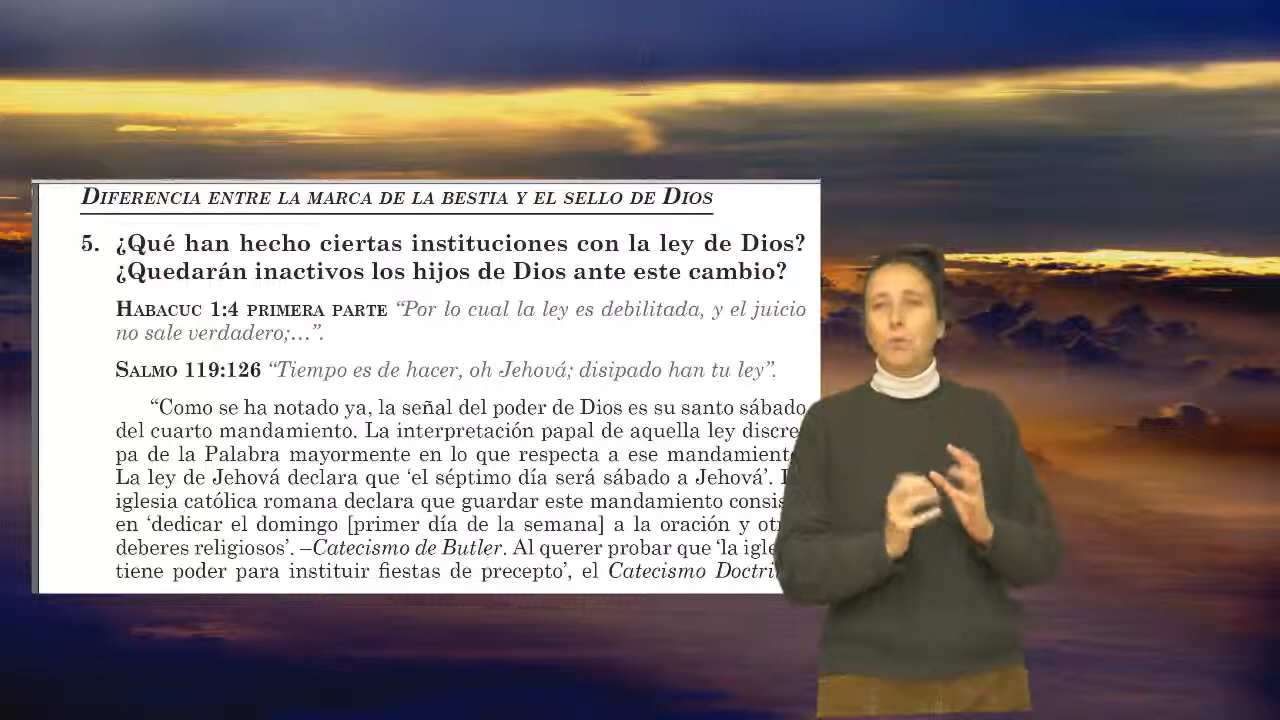 DIFERENCIA ENTRE LA MARCA DE LA BESTIA Y EL SELLO DE DIOS
5. ¿Qué han hecho ciertas instituciones con la ley de Dios?
¿Quedarán inactivos los hijos de Dios ante este cambio?
HABACUC 1:4 PRIMERA PARTE “Por lo cual la ley es debilitada, y el juicio
no sale verdadero;...”.
SALMO 119:126 “Tiempo es de hacer, oh Jehová; disipado han tu ley”.
“Como se ha notado ya, la señal del poder de Dios es su santo sábado
del cuarto mandamiento. La interpretación papal de aquella ley discre
pa de la Palabra mayormente en lo que respecta a ese mandamiento
La ley de Jehová declara que ‘el séptimo día será sábado a Jehová’.
iglesia católica romana declara que guardar este mandamiento
en ‘dedicar el domingo [primer día de la semana] a la oración y
deberes religiosos’. –Catecismo de Butler. Al querer probar que ‘la
tiene poder para instituir fiestas de precepto’, el Catecismo